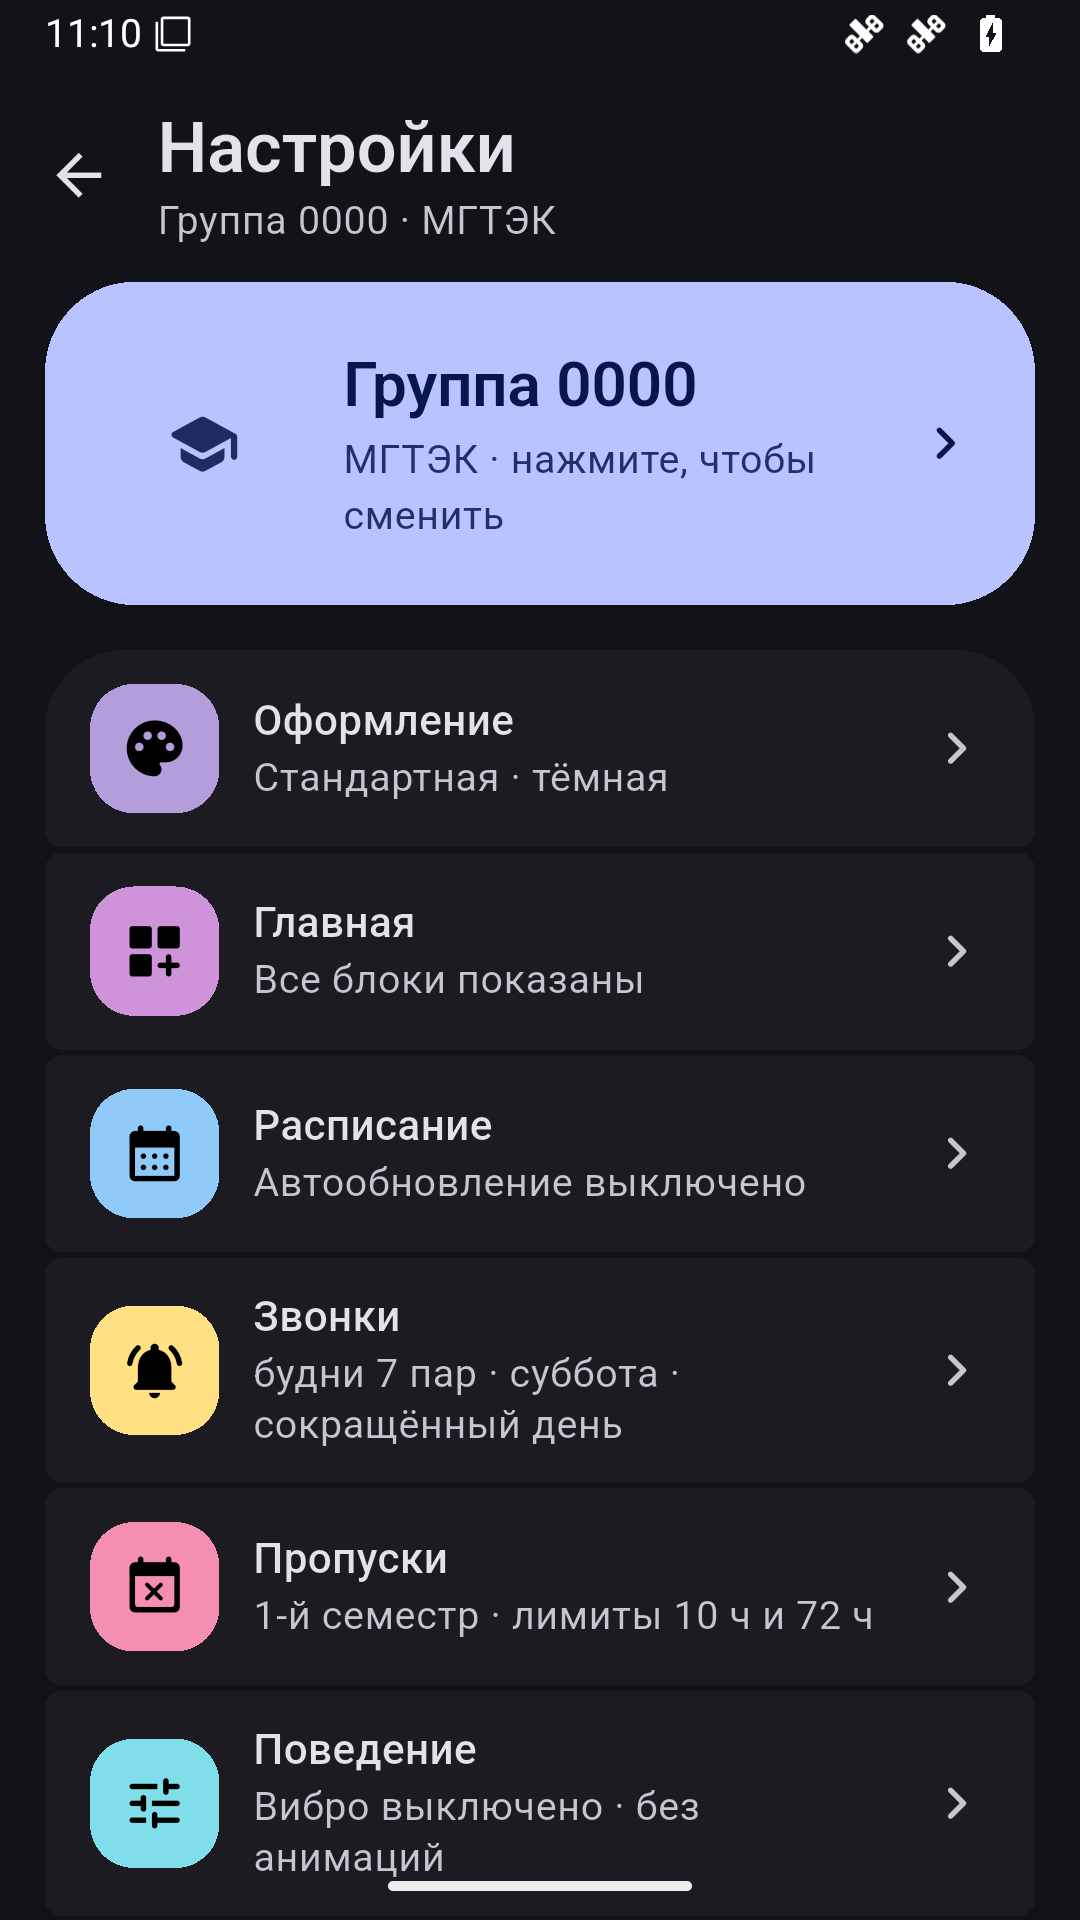 11:10
Настройки
Группа 0000 · МГТЭК
Группа 0000
МГТЭК · нажмите, чтобы
сменить
Оформление
Стандартная · тёмная
Главная
Все блоки показаны
Расписание
Автообновление выключено
Звонки
будни 7 пар · суббота ·
сокращённый день
Пропуски
1-й семестр · лимиты 10 ч и 72 ч
Поведение
Вибро выключено · без
анимаций